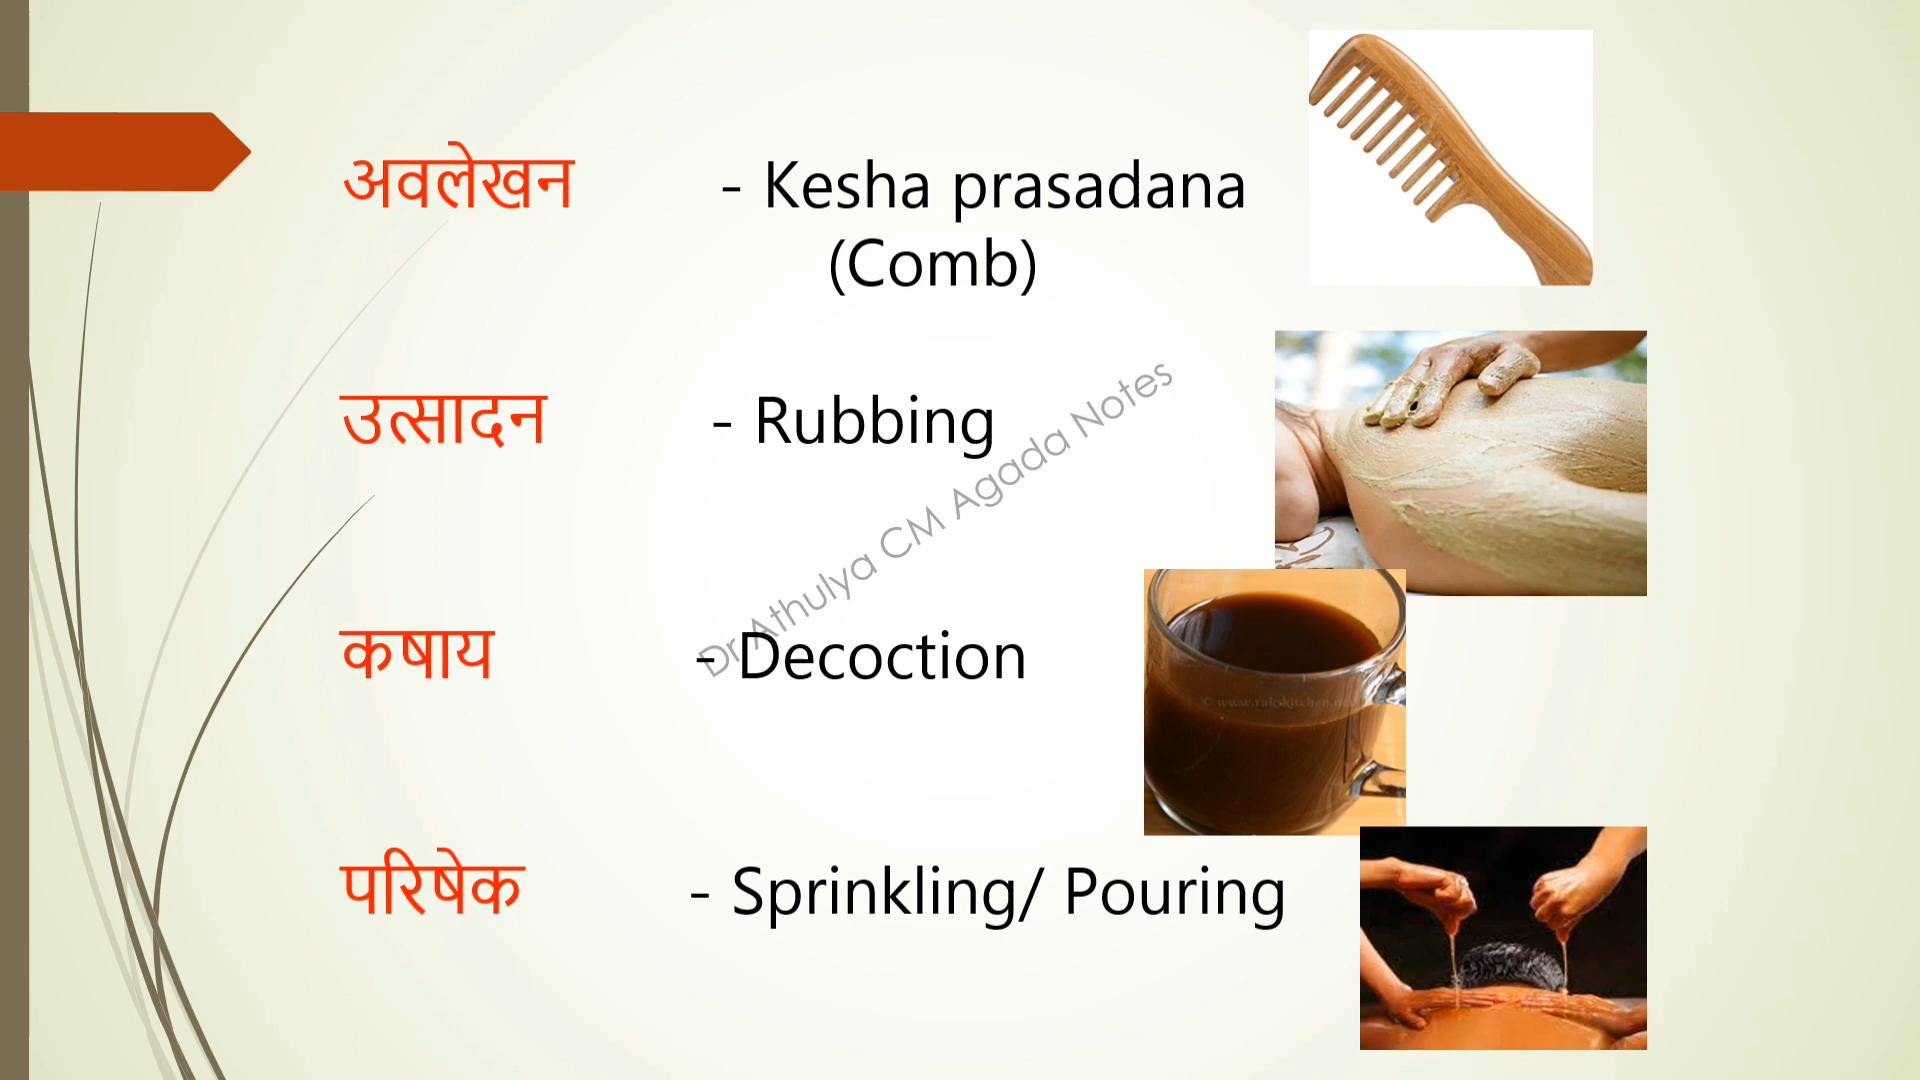 अवलेखन - Kesha prasadana
(Comb)
उत्सादन - Rubbing
कषाय - Decoction
परिषेक - Sprinkling/ Pouring
Dr Athulya CM Agada Notes